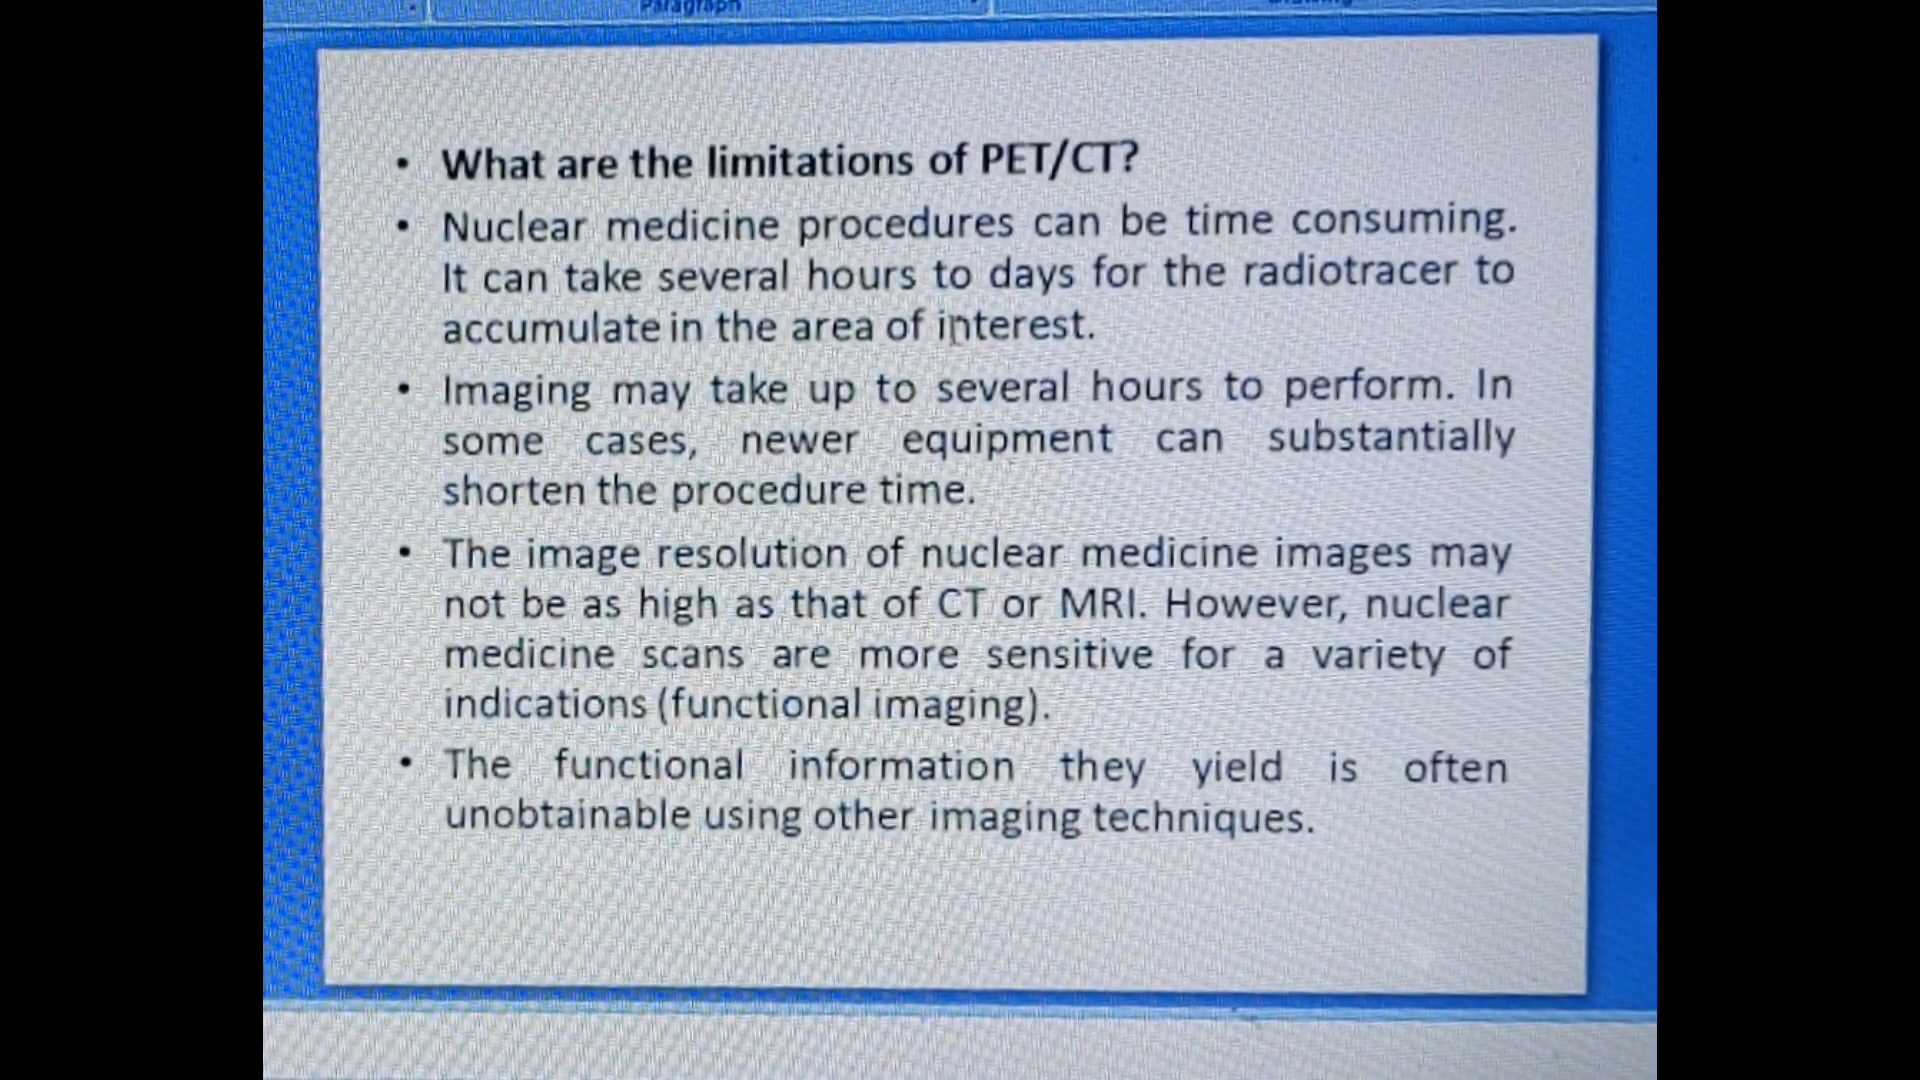 Paragraph
• What are the limitations of PET/CT?
• Nuclear medicine procedures can be time consuming.
It can take several hours to days for the radiotracer to
accumulate in the area of interest.
• Imaging may take up to several hours to perform. In
some cases, newer equipment can substantially
shorten the procedure time.
• The image resolution of nuclear medicine images may
not be as high as that of CT or MRI. However, nuclear
medicine scans are more sensitive for a variety of
indications (functional imaging).
• The functional information they yield is often
unobtainable using other imaging techniques.